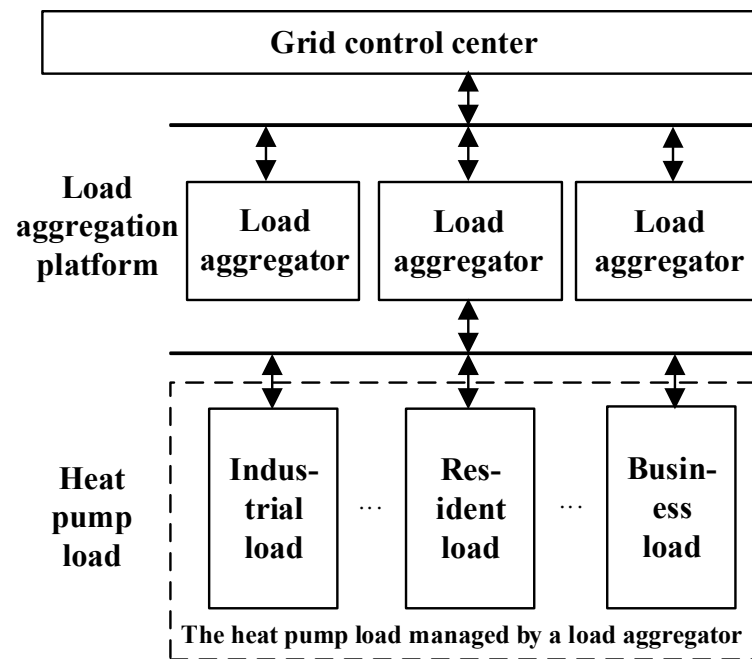 Grid control center
Load
aggregation
platform
Load
aggregator
Load
aggregator
Load
aggregator
Heat
pump
load
Indus-
trial
load
...
Res-
ident
load
...
Busin-
ess
load
The heat pump load managed by a load aggregator